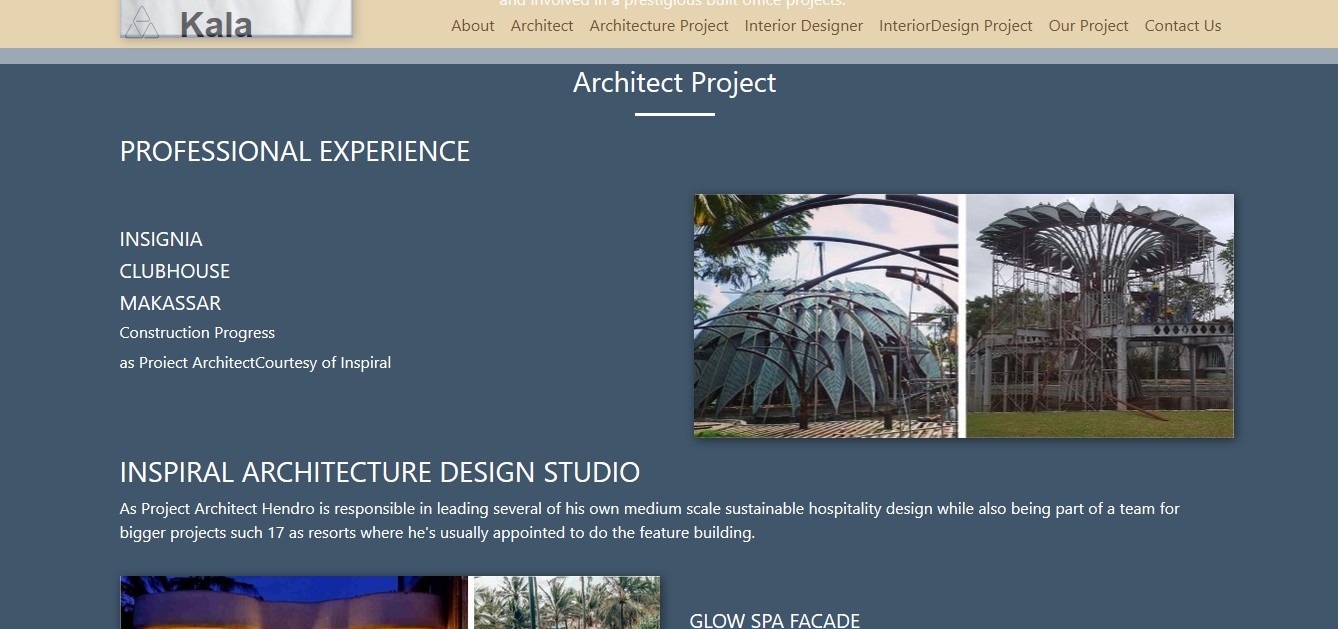 and involved in a prestigious built office projects.
Kala
About Architect Architecture Project Interior Designer InteriorDesign Project Our Project Contact Us
Architect Project
PROFESSIONAL EXPERIENCE
INSIGNIA
CLUBHOUSE
MAKASSAR
Construction Progress
as Proiect ArchitectCourtesy of Inspiral
INSPIRAL ARCHITECTURE DESIGN STUDIO
As Project Architect Hendro is responsible in leading several of his own medium scale sustainable hospitality design while also being part of a team for
bigger projects such 17 as resorts where he's usually appointed to do the feature building.
GLOW SPA FACADE